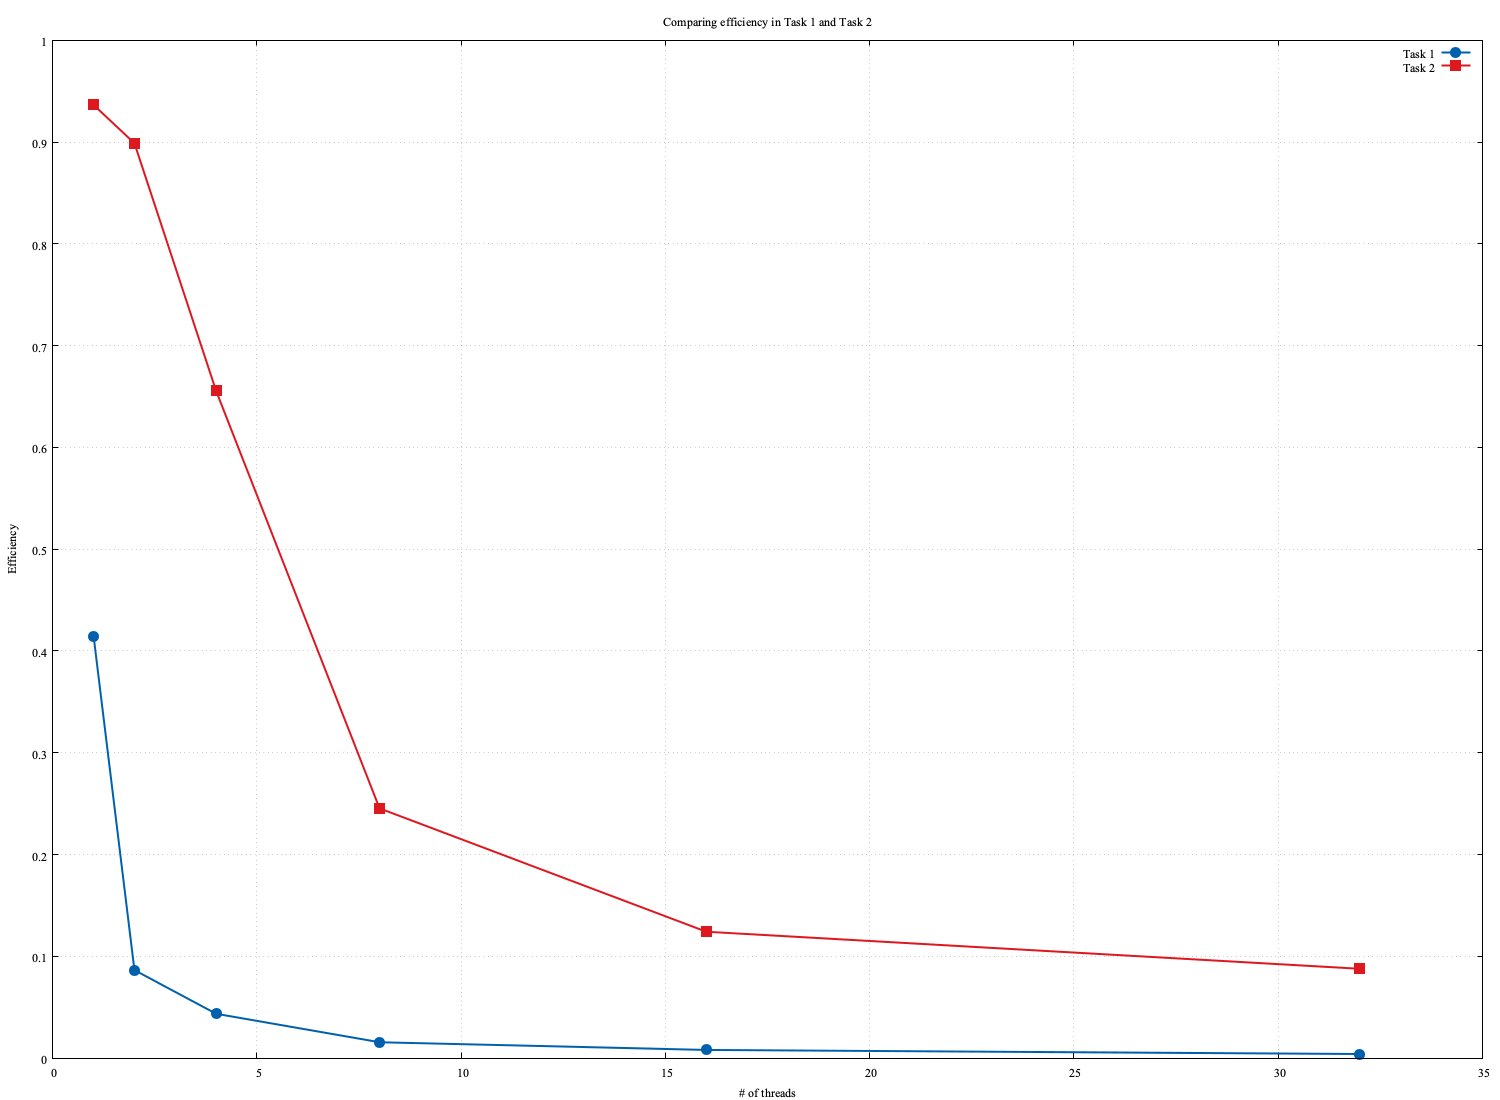 Comparing efficiency in Task 1 and Task 2
Task 1
Task 2
1
0.9
0.8
0.7
0.6
0.5
0.4
0.3
0.2
0.1
0
Efficiency
0 5 10 15 20 25 30 35
# of threads